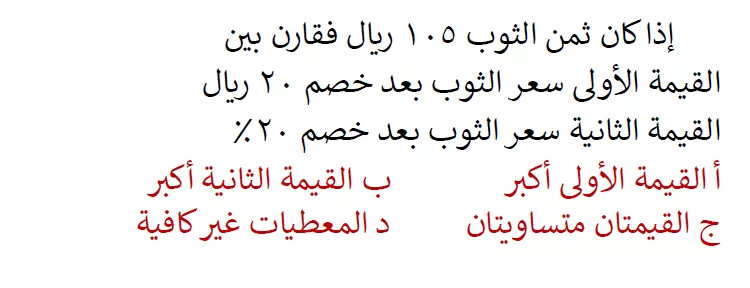 إذا كان ثمن الثوب ١٠٥ ريال فقارن بين
القيمة الأولى سعر الثوب بعد خصم ٢٠ ريال
القيمة الثانية سعر الثوب بعد خصم ٢٠٪
أ القيمة الأولى أكبر ب القيمة الثانية أكبر
ج القيمتان متساويتان د المعطيات غير كافية